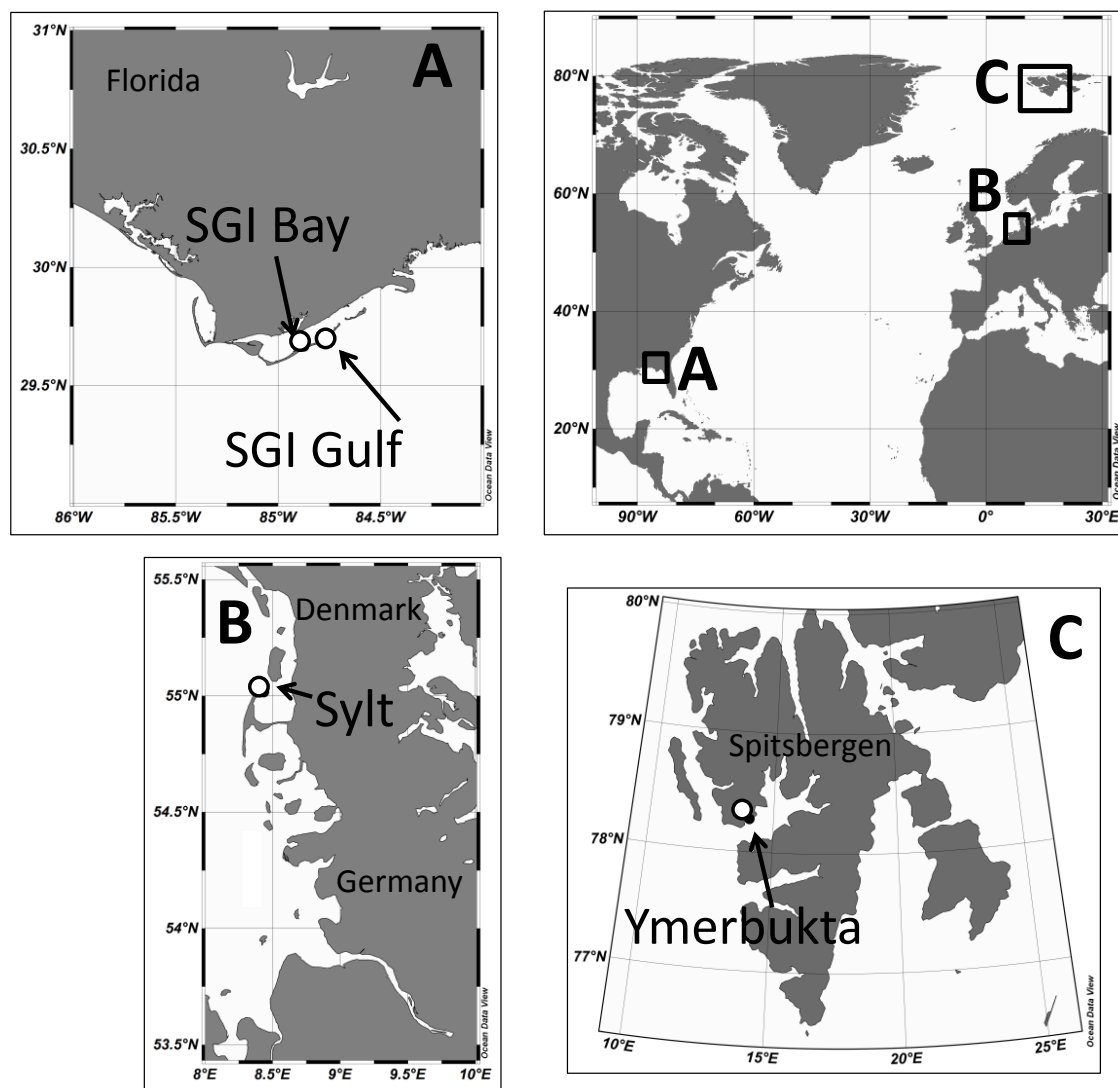 31°N
Florida
A
30.5°N
SGI Bay
30°N
29.5°N
SGI Gulf
Ocean Data View
86°W 85.5°W 85°W 84.5°W
80°N
C
60°N
B
40°N
A
20°N
Ocean Data View
90°W 60°W 30°W 0° 30°E
55.5°N
Denmark
B
55°N
Sylt
54.5°N
Germany
54°N
53.5°N
Ocean Data View
8°E 8.5°E 9°E 9.5°E 10°E
80°N
C
79°N
Spitsbergen
78°N
Ymerbukta
77°N
Ocean Data View
10°E 15°E 20°E 25°E